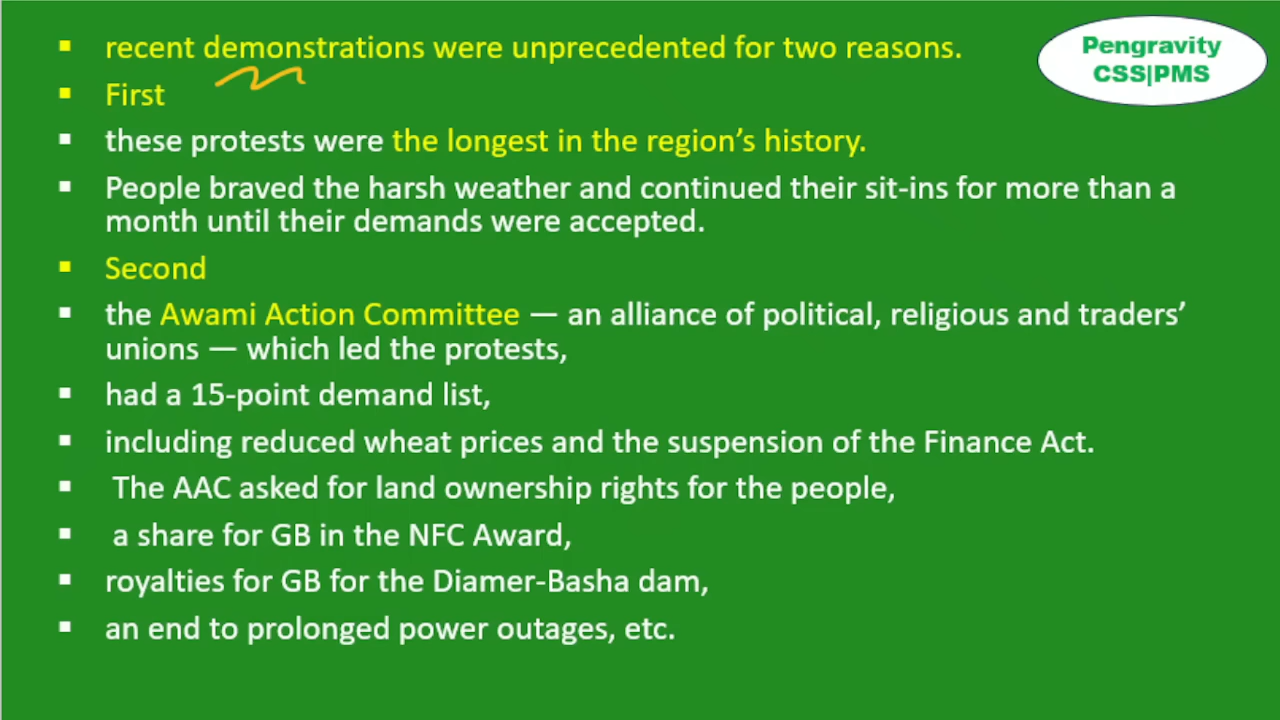 recent demonstrations were unprecedented for two reasons.
Pengravity
CSS|PMS
First
these protests were the longest in the region’s history.
People braved the harsh weather and continued their sit-ins for more than a
month until their demands were accepted.
Second
the Awami Action Committee — an alliance of political, religious and traders’
unions — which led the protests,
had a 15-point demand list,
including reduced wheat prices and the suspension of the Finance Act.
The AAC asked for land ownership rights for the people,
a share for GB in the NFC Award,
royalties for GB for the Diamer-Basha dam,
an end to prolonged power outages, etc.